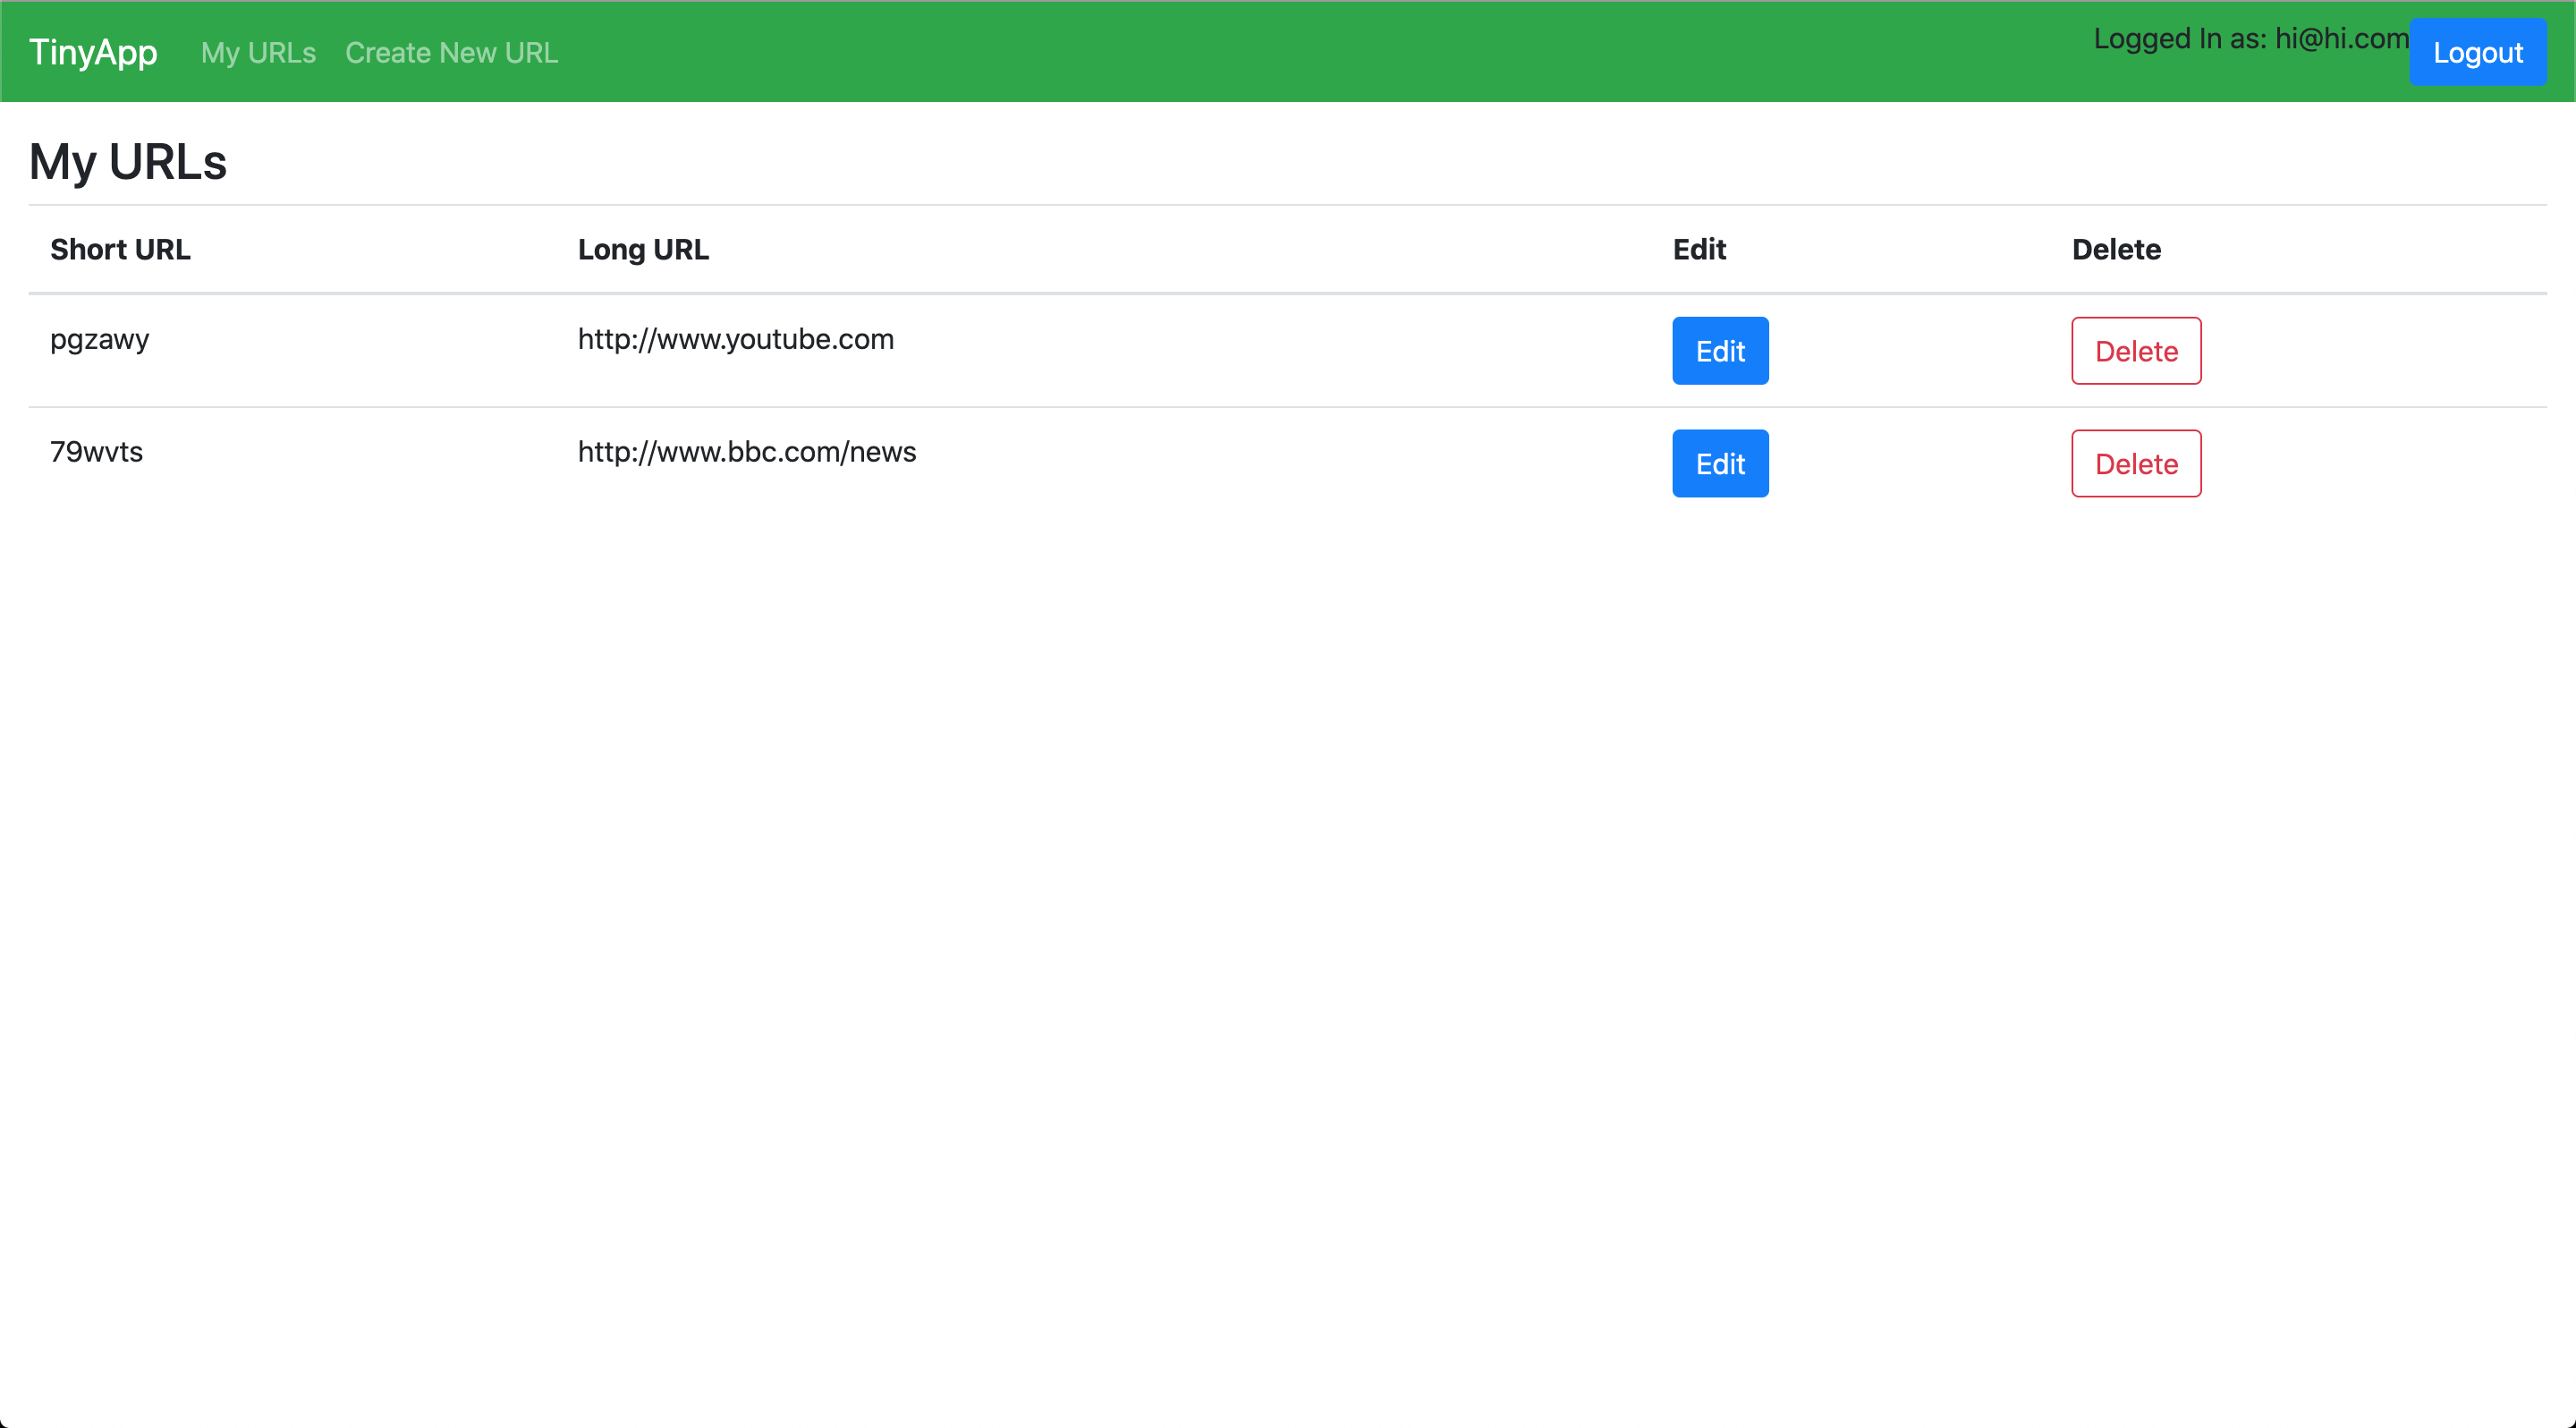 TinyApp My URLs Create New URL Logged In as: hi@hi.com Logout
My URLs
Short URL Long URL Edit Delete
pgzawy http://www.youtube.com Edit Delete
79wvts http://www.bbc.com/news Edit Delete